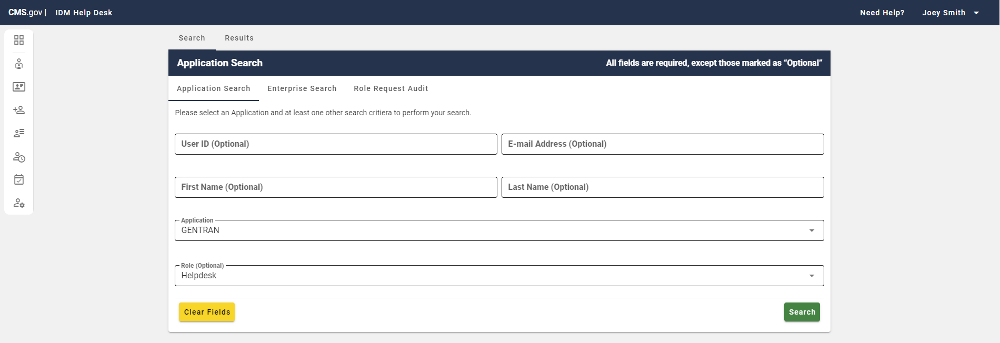 CMS.gov | IDM Help Desk Need Help? Joey Smith
Search Results
Application Search All fields are required, except those marked as “Optional”
Application Search Enterprise Search Role Request Audit
Please select an Application and at least one other search critiera to perform your search.
User ID (Optional) E-mail Address (Optional)
First Name (Optional) Last Name (Optional)
Application
GENTRAN
Role (Optional)
Helpdesk
Clear Fields Search